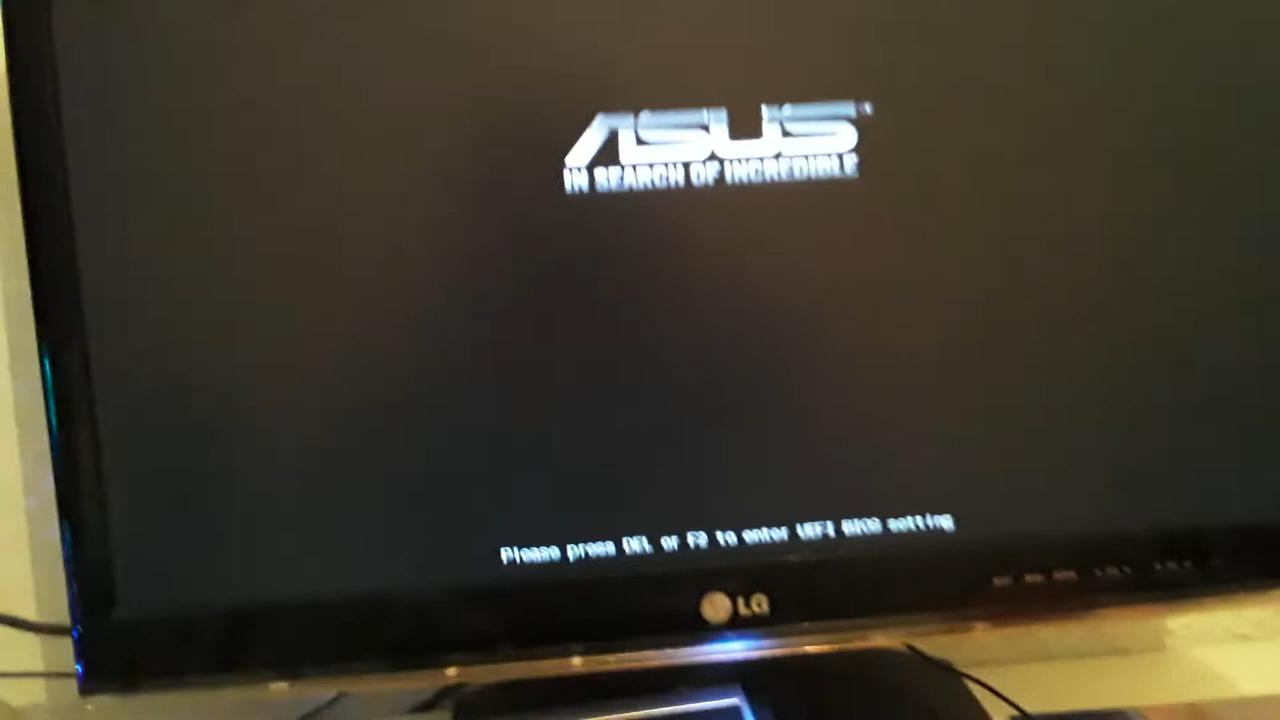 ASUS
IN SEARCH OF INCREDIBLE
Please press DEL or F2 to enter UEFI BIOS setting
LG